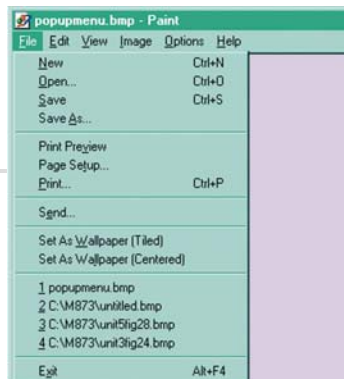 popupmenu.bmp - Paint
File Edit View Image Options Help
New Ctrl+N
Open... Ctrl+O
Save Ctrl+S
Save As...
Print Preview
Page Setup...
Print... Ctrl+P
Send...
Set As Wallpaper (Tiled)
Set As Wallpaper (Centered)
1 popupmenu.bmp
2 C:\M873\untitled.bmp
3 C:\M873\unit5fig28.bmp
4 C:\M873\unit3fig24.bmp
Exit Alt+F4